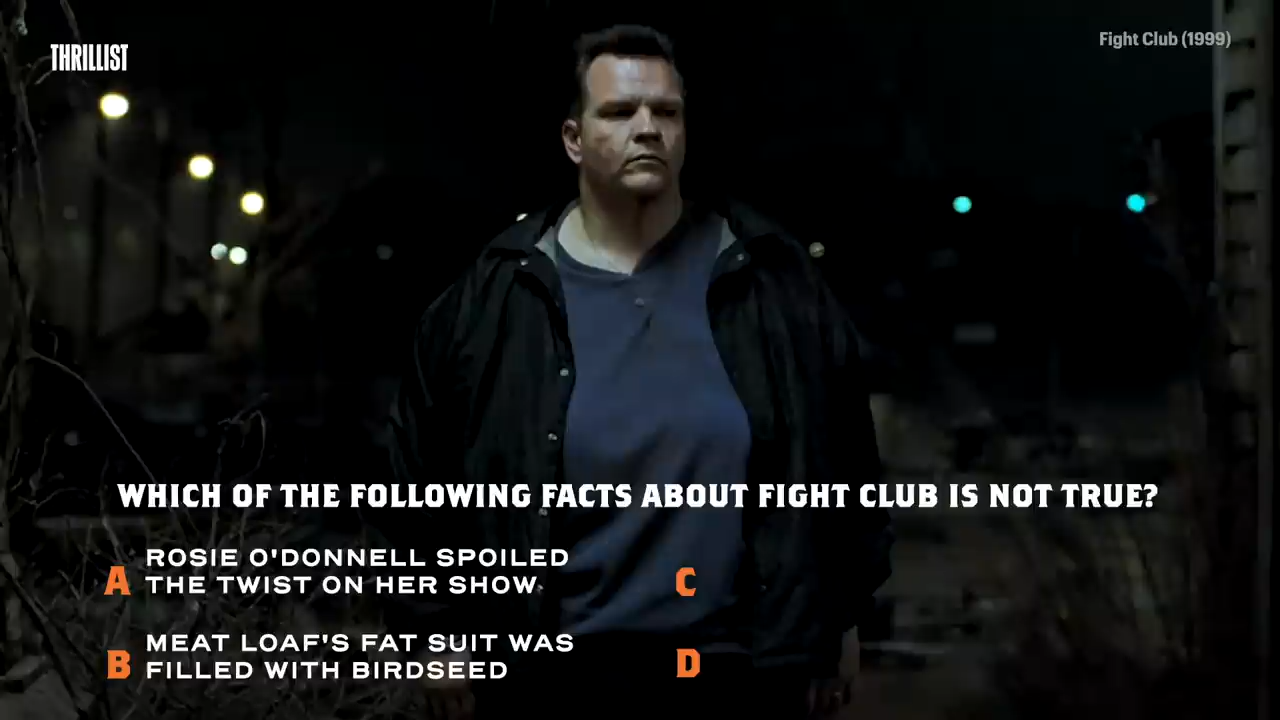 THRILLIST
Fight Club (1999)
WHICH OF THE FOLLOWING FACTS ABOUT FIGHT CLUB IS NOT TRUE?
A ROSIE O'DONNELL SPOILED
THE TWIST ON HER SHOW
B MEAT LOAF'S FAT SUIT WAS
FILLED WITH BIRDSEED
C
D